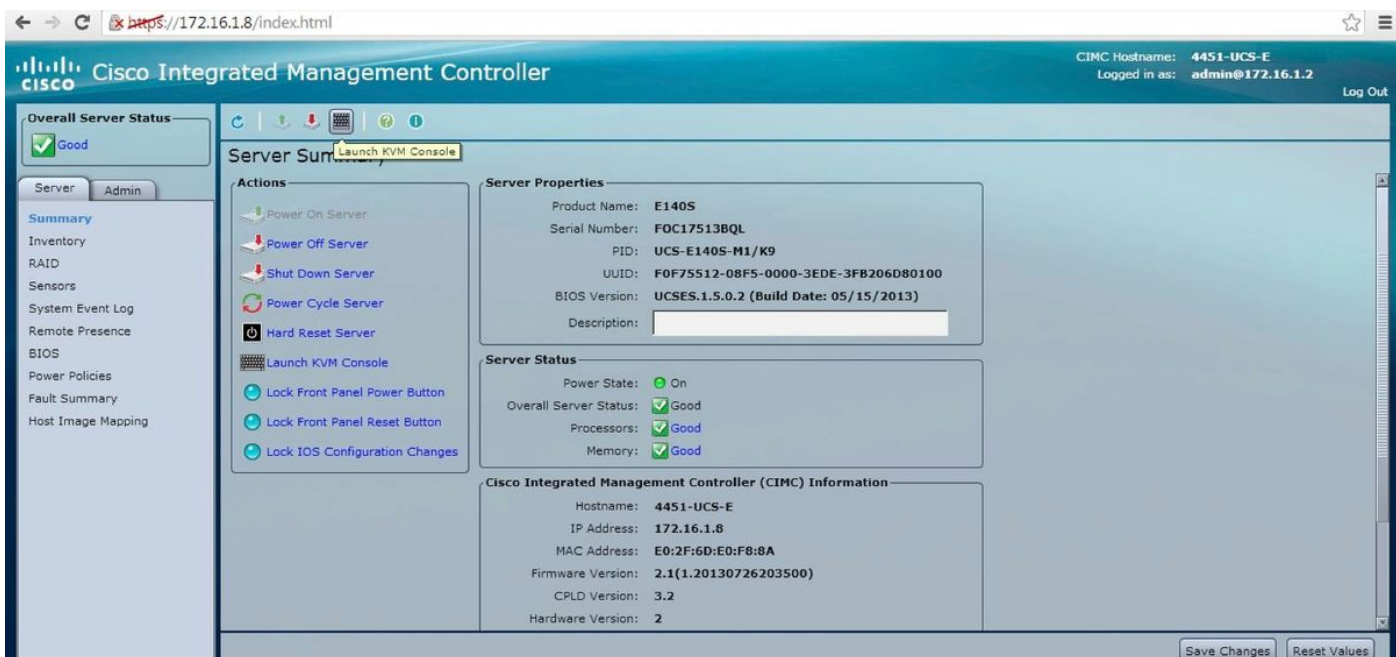 https://172.16.1.8/index.html
CISCO
Cisco Integrated Management Controller
CIMC Hostname: 4451-UCS-E
Logged in as: admin@172.16.1.2
Log Out
Overall Server Status
Good
Server
Admin
Summary
Inventory
RAID
Sensors
System Event Log
Remote Presence
BIOS
Power Policies
Fault Summary
Host Image Mapping
Launch KVM Console
Server
Actions
Power On Server
Power Off Server
Shut Down Server
Power Cycle Server
Hard Reset Server
Launch KVM Console
Lock Front Panel Power Button
Lock Front Panel Reset Button
Lock IOS Configuration Changes
Server Properties
Product Name: E140S
Serial Number: FOC17513BQL
PID: UCS-E140S-M1/K9
UUID: F0F75512-08F5-0000-3EDE-3FB206D80100
BIOS Version: UCSES.1.5.0.2 (Build Date: 05/15/2013)
Description:
Server Status
Power State: On
Overall Server Status: Good
Processors: Good
Memory: Good
Cisco Integrated Management Controller (CIMC) Information
Hostname: 4451-UCS-E
IP Address: 172.16.1.8
MAC Address: E0:2F:6D:E0:F8:8A
Firmware Version: 2.1(1.20130726203500)
CPLD Version: 3.2
Hardware Version: 2
Save Changes
Reset Values